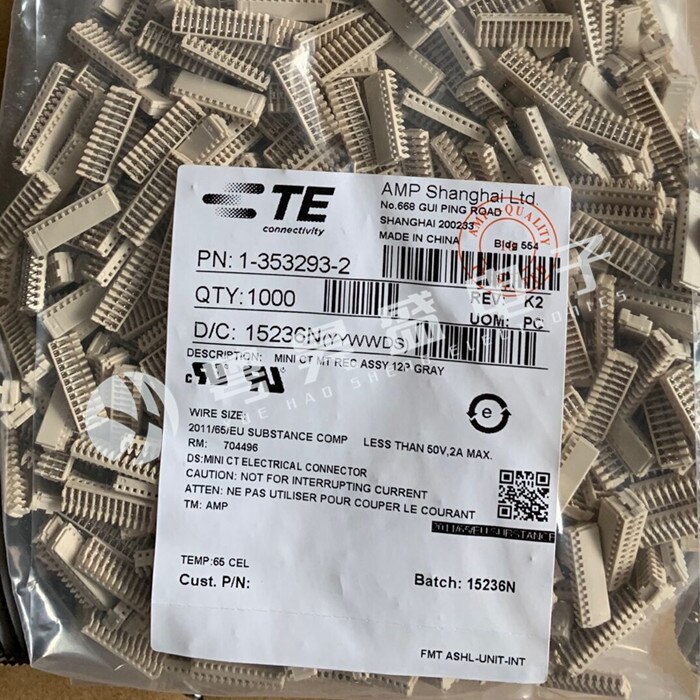 TE
connectivity
AMP Shanghai Ltd
No.668 GUI PING ROAD
SHANGHAI 200233
MADE IN CHINA Bldg 554
PN: 1-353293-2
QTY:1000
REV: K2
UOM: PC
D/C: 15236N(YYWWDS)
DESCRIPTION: MINI CT MT REC ASSY 12P GRAY
WIRE SIZE:
2011/65/EU SUBSTANCE COMP LESS THAN 50V,2A MAX.
RM: 704496
DS:MINI CT ELECTRICAL CONNECTOR
CAUTION: NOT FOR INTERRUPTING CURRENT
ATTEN: NE PAS UTILISER POUR COUPER LE COURANT
TM: AMP
2011/65/EU SUBSTANCE
TEMP:65 CEL
Cust. P/N: Batch: 15236N
FMT ASHL-UNIT-INT